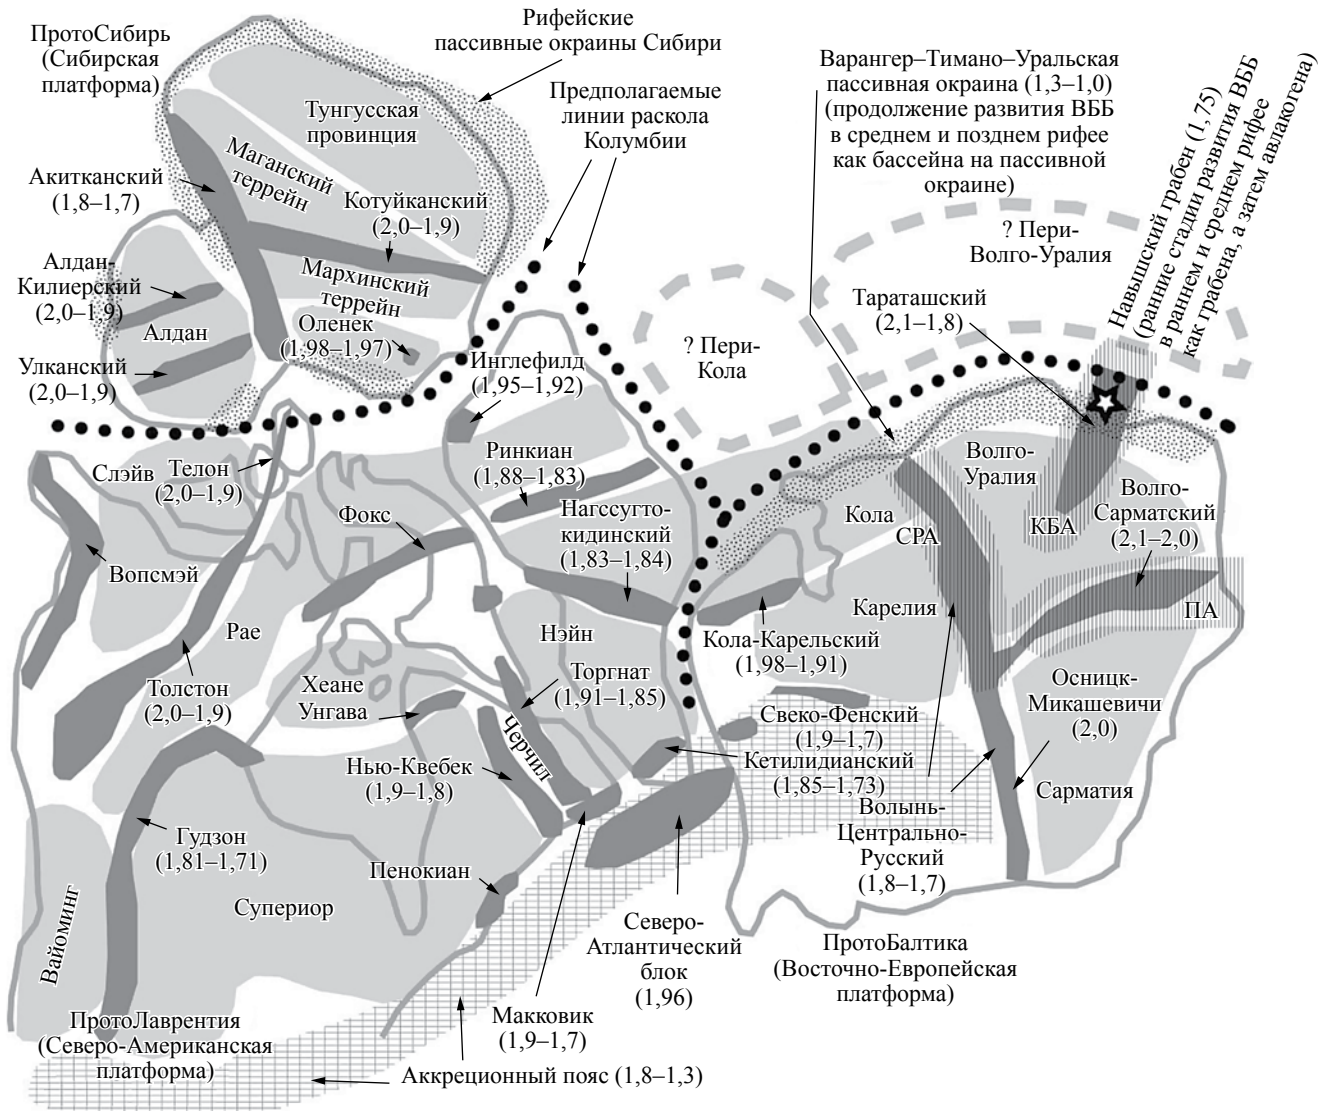 ПротоСибирь
(Сибирская
платформа)
Рифейские
пассивные окраины Сибири
Предполагаемые
линии раскола
Колумбии
Варангер–Тимано–Уральская
пассивная окраина (1,3–1,0)
(продолжение развития ВББ
в среднем и позднем рифее
как бассейна на пассивной
окраине)
Навышский грабен (1,75)
(ранние стадии развития ВББ
в раннем и среднем рифее
как грабена, а затем авлакогена)
Тунгусская
провинция
Маганский
террейн
Акитканский
(1,8–1,7)
Котуйканский
(2,0–1,9)
? Пери-
Волго-Уралия
Алдан-
Килиерский
(2,0–1,9)
Мархинский
террейн
Тараташский
(2,1–1,8)
Алдан
Оленек
(1,98–1,97)
? Пери-
Кола
Улканский
(2,0–1,9)
Инглефилд
(1,95–1,92)
Слэйв
Телон
(2,0–1,9)
Ринкиан
(1,88–1,83)
Волго-
Уралия
Волго-
Сарматский
(2,1–2,0)
Фокс
Нагссугто-
кидинский
(1,83–1,84)
Кола
СРА
КБА
Вопсмэй
Карелия
ПА
Рае
Нэйн
Кола-Карельский
(1,98–1,91)
Торгнат
(1,91–1,85)
Осницк-
Микашевичи
(2,0)
Хеане
Унгава
Толстон
(2,0–1,9)
Черчил
Свеко-Фенский
(1,9–1,7)
Кетилидианский
(1,85–1,73)
Нью-Квебек
(1,9–1,8)
Сарматия
Волынь-
Центрально-
Русский
(1,8–1,7)
Гудзон
(1,81–1,71)
Пенокиан
Вайоминг
Супериор
Северо-
Атлантический
блок
(1,96)
ПротоБалтика
(Восточно-Европейская
платформа)
ПротоЛаврентия
(Северо-Американская
платформа)
Макковик
(1,9–1,7)
Аккреционный пояс (1,8–1,3)